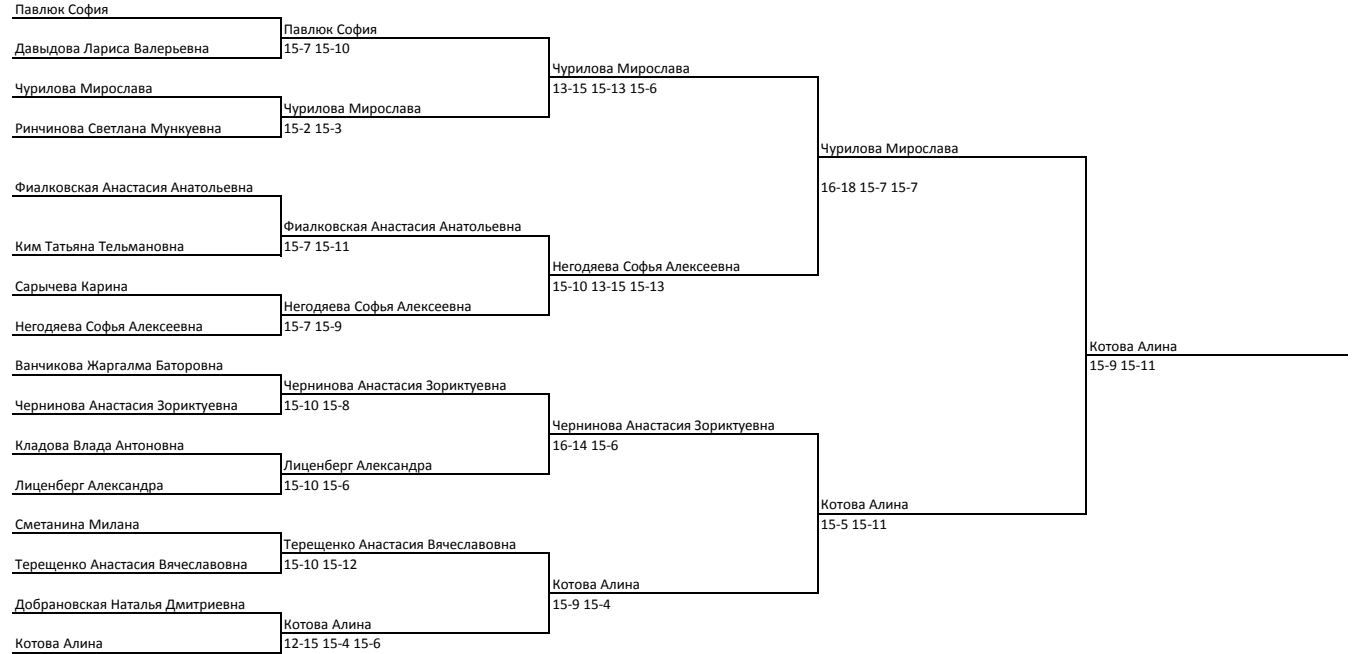 Павлюк София
Павлюк София
Давыдова Лариса Валерьевна
15-7 15-10
Чурилова Мирослава
Чурилова Мирослава
13-15 15-13 15-6
Чурилова Мирослава
Ринчинова Светлана Мункуевна
15-2 15-3
Чурилова Мирослава
Фиалковская Анастасия Анатольевна
16-18 15-7 15-7
Фиалковская Анастасия Анатольевна
Ким Татьяна Тельмановна
15-7 15-11
Негодяева Софья Алексеевна
Сарычева Карина
15-10 13-15 15-13
Негодяева Софья Алексеевна
Негодяева Софья Алексеевна
15-7 15-9
Котова Алина
Ванчикова Жаргалма Баторовна
15-9 15-11
Чернинова Анастасия Зориктуевна
Чернинова Анастасия Зориктуевна
15-10 15-8
Чернинова Анастасия Зориктуевна
Кладова Влада Антоновна
16-14 15-6
Лиценберг Александра
Лиценберг Александра
15-10 15-6
Котова Алина
Сметанина Милана
15-5 15-11
Терещенко Анастасия Вячеславовна
Терещенко Анастасия Вячеславовна
15-10 15-12
Котова Алина
Добрановская Наталья Дмитриевна
15-9 15-4
Котова Алина
Котова Алина
12-15 15-4 15-6